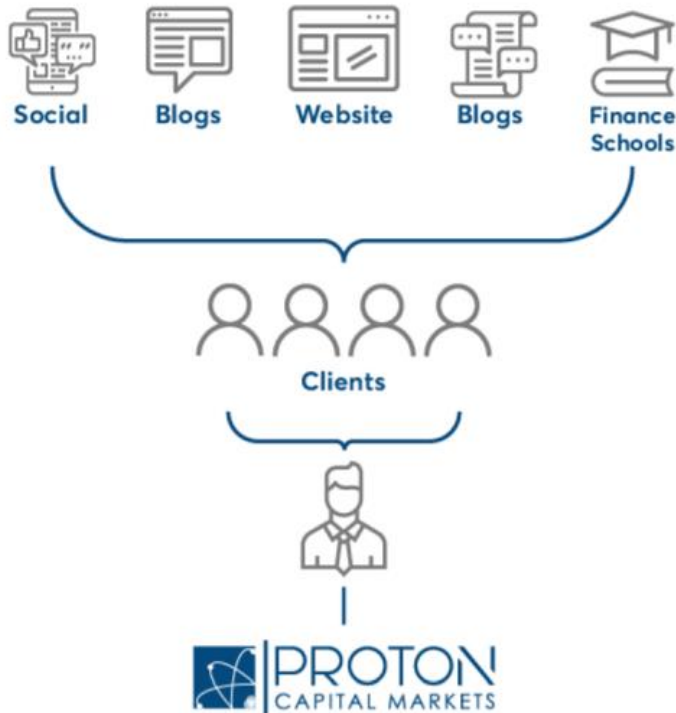 Social
Blogs
Website
Blogs
Finance
Schools
Clients
PROTON
CAPITAL MARKETS